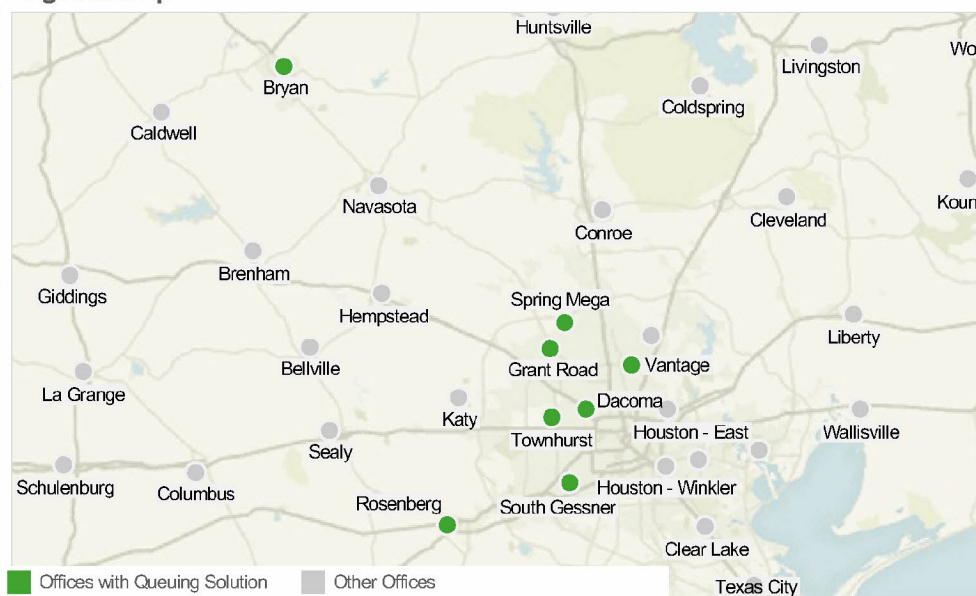 Huntsville
Livingston
Bryan
Coldspring
Caldwell
Navasota
Cleveland
Conroe
Brenham
Giddings
Spring Mega
Hempstead
Liberty
Grant Road
Vantage
Bellville
La Grange
Dacoma
Katy
Houston - East
Wallisville
Townhurst
Sealy
Schulenburg
Columbus
Houston - Winkler
Rosenberg
South Gessner
Clear Lake
Offices with Queuing Solution
Other Offices
Texas City